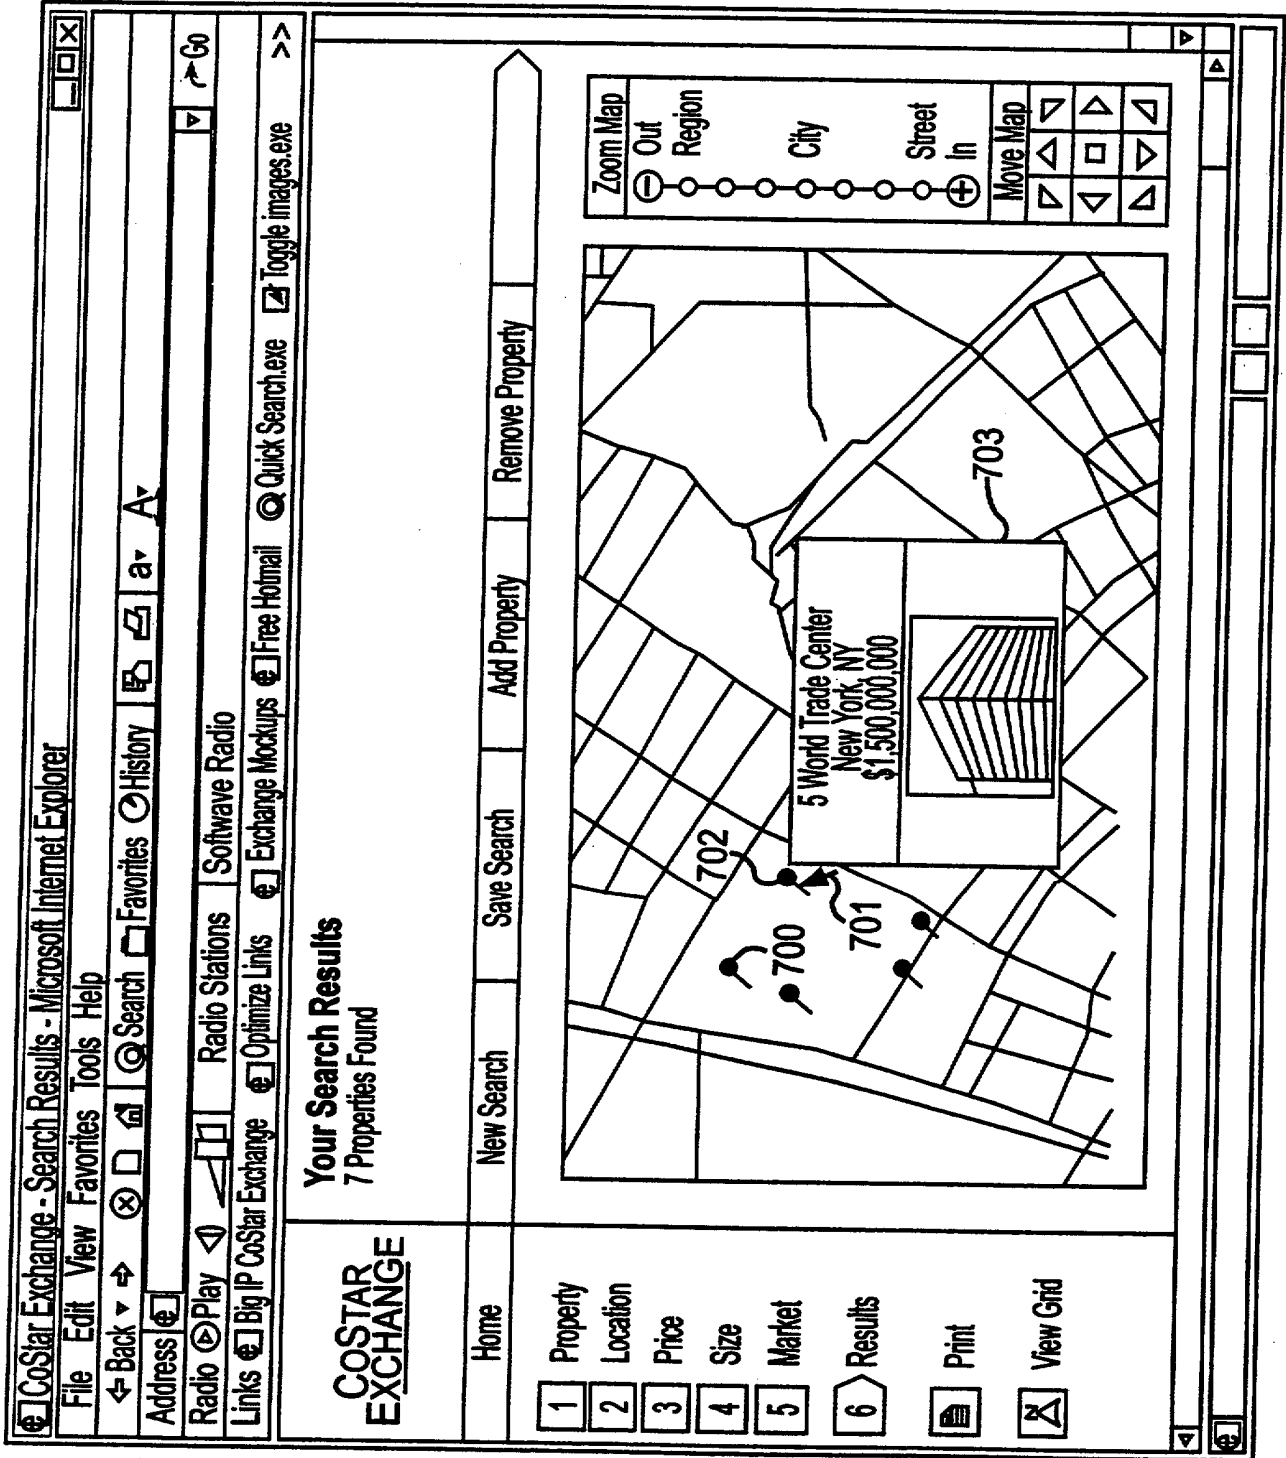 CoStar Exchange - Search Results - Microsoft Internet Explorer
File Edit View Favorites Tools Help
Back Search Favorites History a A
Address Go
Radio Play Radio Stations Softwave Radio
Links Big IP CoStar Exchange Optimize Links Exchange Mockups Free Hotmail Quick Search.exe Toggle images.exe >>
COSTAR
EXCHANGE
Your Search Results
7 Properties Found
Home New Search Save Search Add Property Remove Property
1 Property
2 Location
3 Price
4 Size
5 Market
6 Results
Print
N View Grid
700
701
702
703
5 World Trade Center
New York, NY
$1,500,000,000
Zoom Map
Out
Region
City
Street
In
Move Map